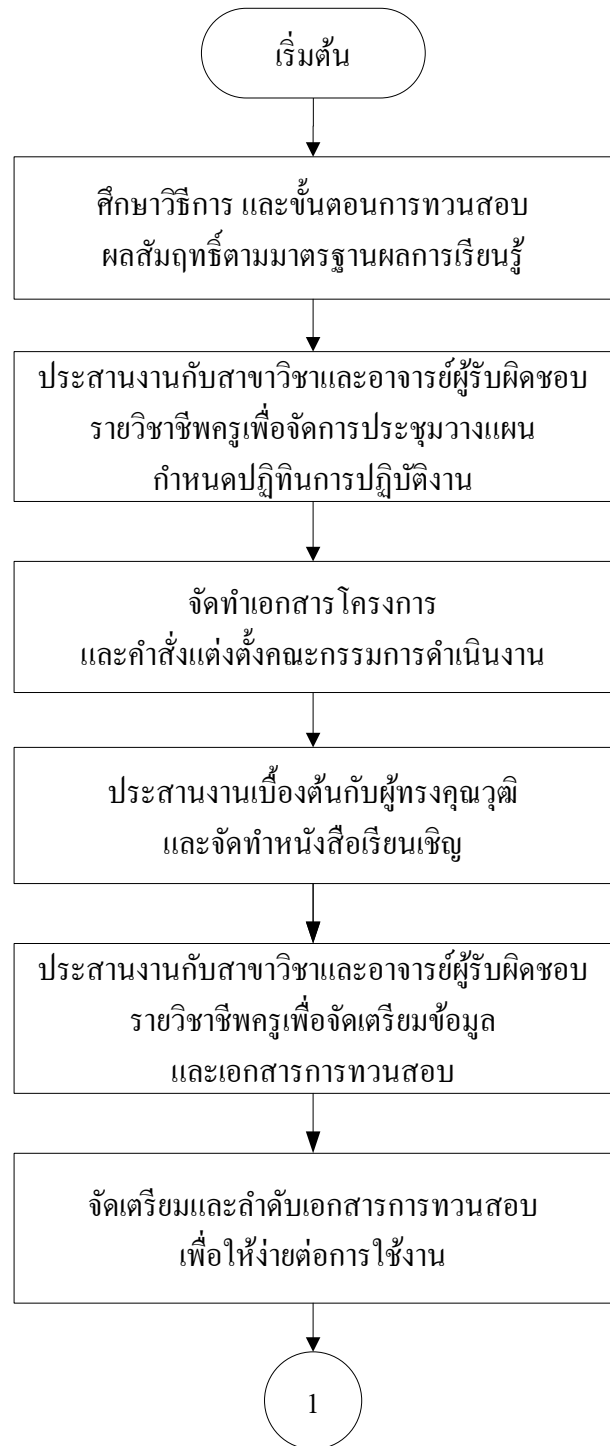 เริ่มต้น
ศึกษาวิธีการ และขั้นตอนการทวนสอบ
ผลสัมฤทธิ์ตามมาตรฐานผลการเรียนรู้
ประสานงานกับสาขาวิชาและอาจารย์ผู้รับผิดชอบ
รายวิชาชีพครูเพื่อจัดการประชุมวางแผน
กำหนดปฏิทินการปฏิบัติงาน
จัดทำเอกสารโครงการ
และคำสั่งแต่งตั้งคณะกรรมการดำเนินงาน
ประสานงานเบื้องต้นกับผู้ทรงคุณวุฒิ
และจัดทำหนังสือเรียนเชิญ
ประสานงานกับสาขาวิชาและอาจารย์ผู้รับผิดชอบ
รายวิชาชีพครูเพื่อจัดเตรียมข้อมูล
และเอกสารการทวนสอบ
จัดเตรียมและลำดับเอกสารการทวนสอบ
เพื่อให้ง่ายต่อการใช้งาน
1